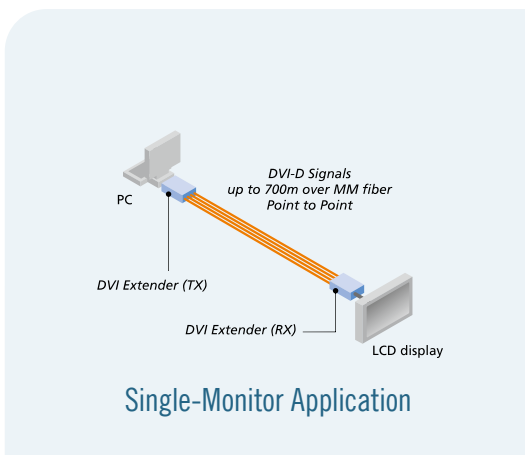 DVI-D Signals
up to 700m over MM fiber
Point to Point
PC
DVI Extender (TX)
DVI Extender (RX)
LCD display
Single-Monitor Application